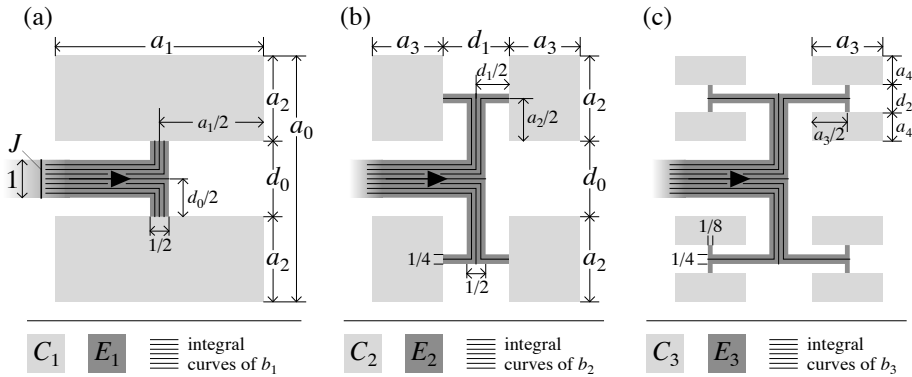 (a)
a₁
a₂
a₁/2
a₀
J
1
d₀/2
d₀
1/2
a₂
C₁ E₁ integral
curves of b₁
(b)
a₃ d₁ a₃
d₁/2
a₂
a₂/2
d₀
1/4
1/2
a₂
C₂ E₂ integral
curves of b₂
(c)
a₃
a₄
d₂
a₃/2
a₄
1/8
1/4
C₃ E₃ integral
curves of b₃